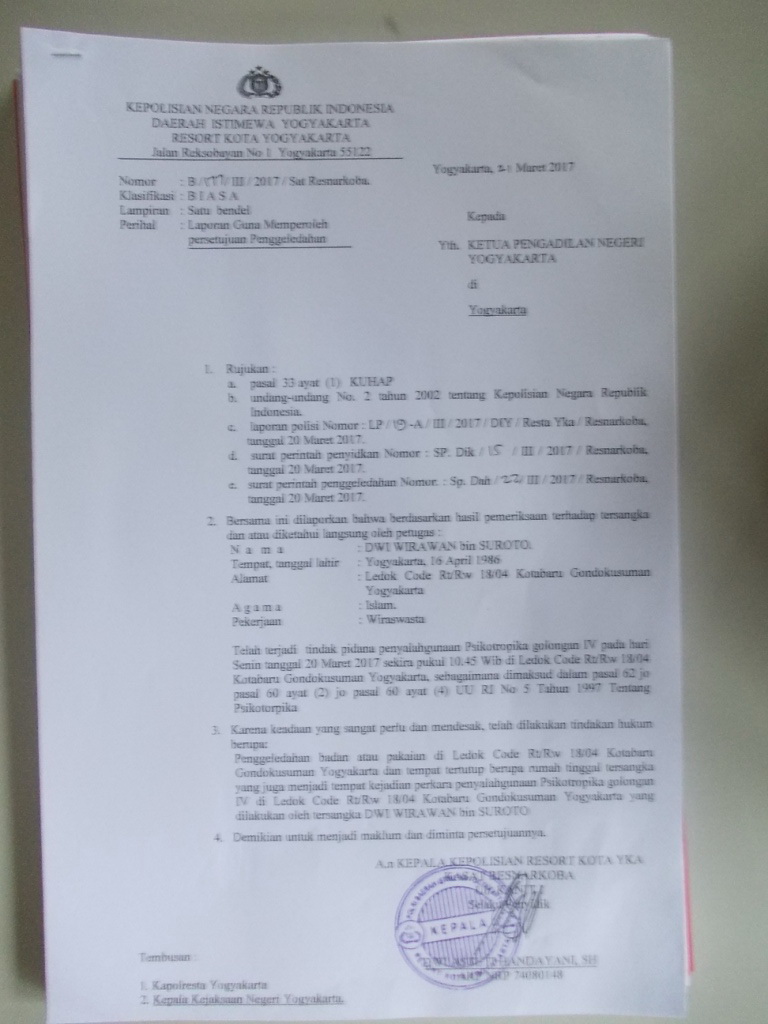 KEPOLISIAN NEGARA REPUBLIK INDONESIA
DAERAH ISTIMEWA YOGYAKARTA
RESORT KOTA YOGYAKARTA
Jalan Reksobayan No 1 Yogyakarta 55122
Yogyakarta, Maret 2017
Nomor : B / / III / 2017 / Sat Resnarkoba.
Klasifikasi : B I A S A
Lampiran : Satu bendel
Perihal : Laporan Guna Memperoleh
persetujuan Penggeledahan
Kepada
Yth. KETUA PENGADILAN NEGERI
YOGYAKARTA
di
Yogyakarta
1. Rujukan :
a. pasal 33 ayat (1) KUHAP
b. undang-undang No. 2 tahun 2002 tentang Kepolisian Negara Republik
Indonesia.
c. laporan polisi Nomor : LP / 19 -A / III / 2017 / DIY / Resta Yka / Resnarkoba,
tanggal 20 Maret 2017.
d. surat perintah penyidkan Nomor : SP. Dik / 15 / III / 2017 / Resnarkoba,
tanggal 20 Maret 2017.
e. surat perintah penggeledahan Nomor. : Sp. Dah / 22 / III / 2017 / Resnarkoba,
tanggal 20 Maret 2017.
2. Bersama ini dilaporkan bahwa berdasarkan hasil pemeriksaan terhadap tersangka
dan atau diketahui langsung oleh petugas :
N a m a : DWI WIRAWAN bin SUROTO.
Tempat, tanggal lahir : Yogyakarta, 16 April 1986
Alamat : Ledok Code Rt/Rw 18/04 Kotabaru Gondokusuman
Yogyakarta
A g a m a : Islam.
Pekerjaan : Wiraswasta
Telah terjadi tindak pidana penyalahgunaan Psikotropika golongan IV pada hari
Senin tanggal 20 Maret 2017 sekira pukul 10.45 Wib di Ledok Code Rt/Rw 18/04
Kotabaru Gondokusuman Yogyakarta, sebagaimana dimaksud dalam pasal 62 jo
pasal 60 ayat (2) jo pasal 60 ayat (4) UU RI No 5 Tahun 1997 Tentang
Psikotorpika
3. Karena keadaan yang sangat perlu dan mendesak, telah dilakukan tindakan hukum
berupa:
Penggeledahan badan atau pakaian di Ledok Code Rt/Rw 18/04 Kotabaru
Gondokusuman Yogyakarta dan tempat tertutup berupa rumah tinggal tersangka
yang juga menjadi tempat kejadian perkara penyalahgunaan Psikotropika golongan
IV di Ledok Code Rt/Rw 18/04 Kotabaru Gondokusuman Yogyakarta yang
dilakukan oleh tersangka DWI WIRAWAN bin SUROTO
4. Demikian untuk menjadi maklum dan diminta persetujuannya.
A.n KEPALA KEPOLISIAN RESORT KOTA YKA
RESNARKOBA
Selaku Penyidik
KEPALA
HANDAYANI, SH
NRP 74080148
Tembusan :
1. Kapolresta Yogyakarta
2. Kepala Kejaksaan Negeri Yogyakarta.